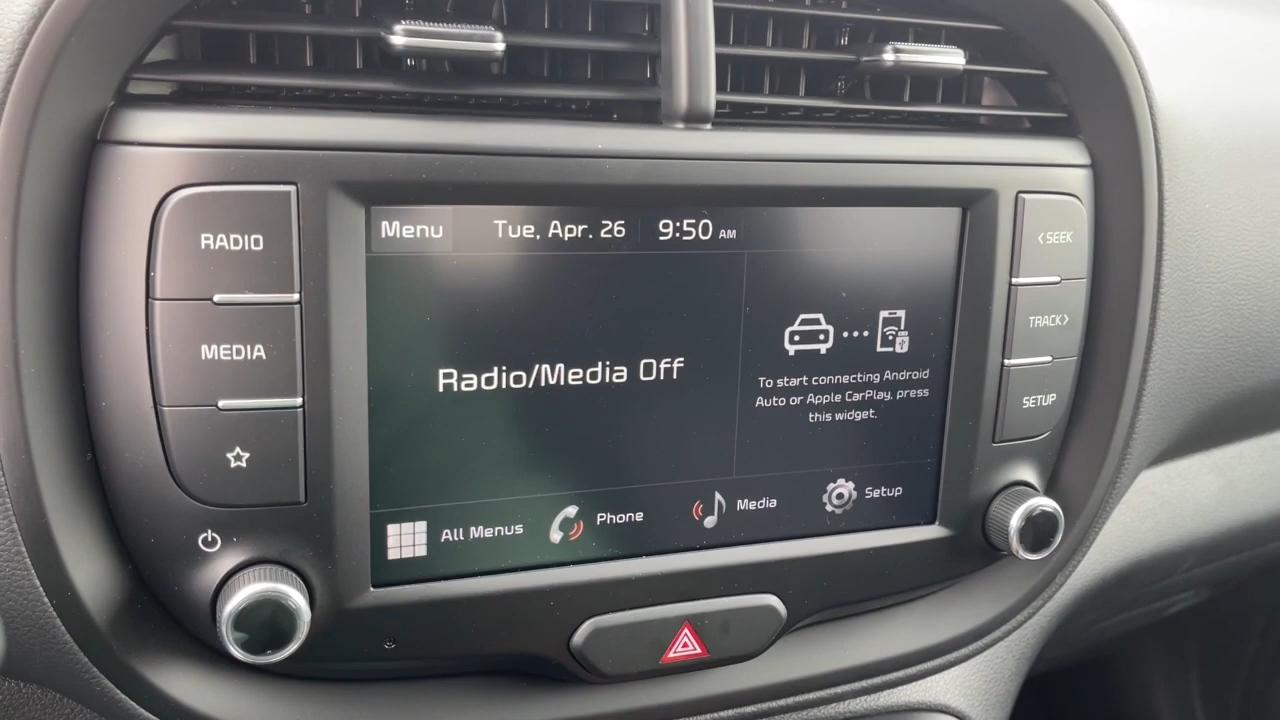 RADIO
MEDIA
Menu
Tue, Apr. 26
9:50 AM
Radio/Media Off
To start connecting Android
Auto or Apple CarPlay, press
this widget.
All Menus
Phone
Media
Setup
< SEEK
TRACK >
SETUP